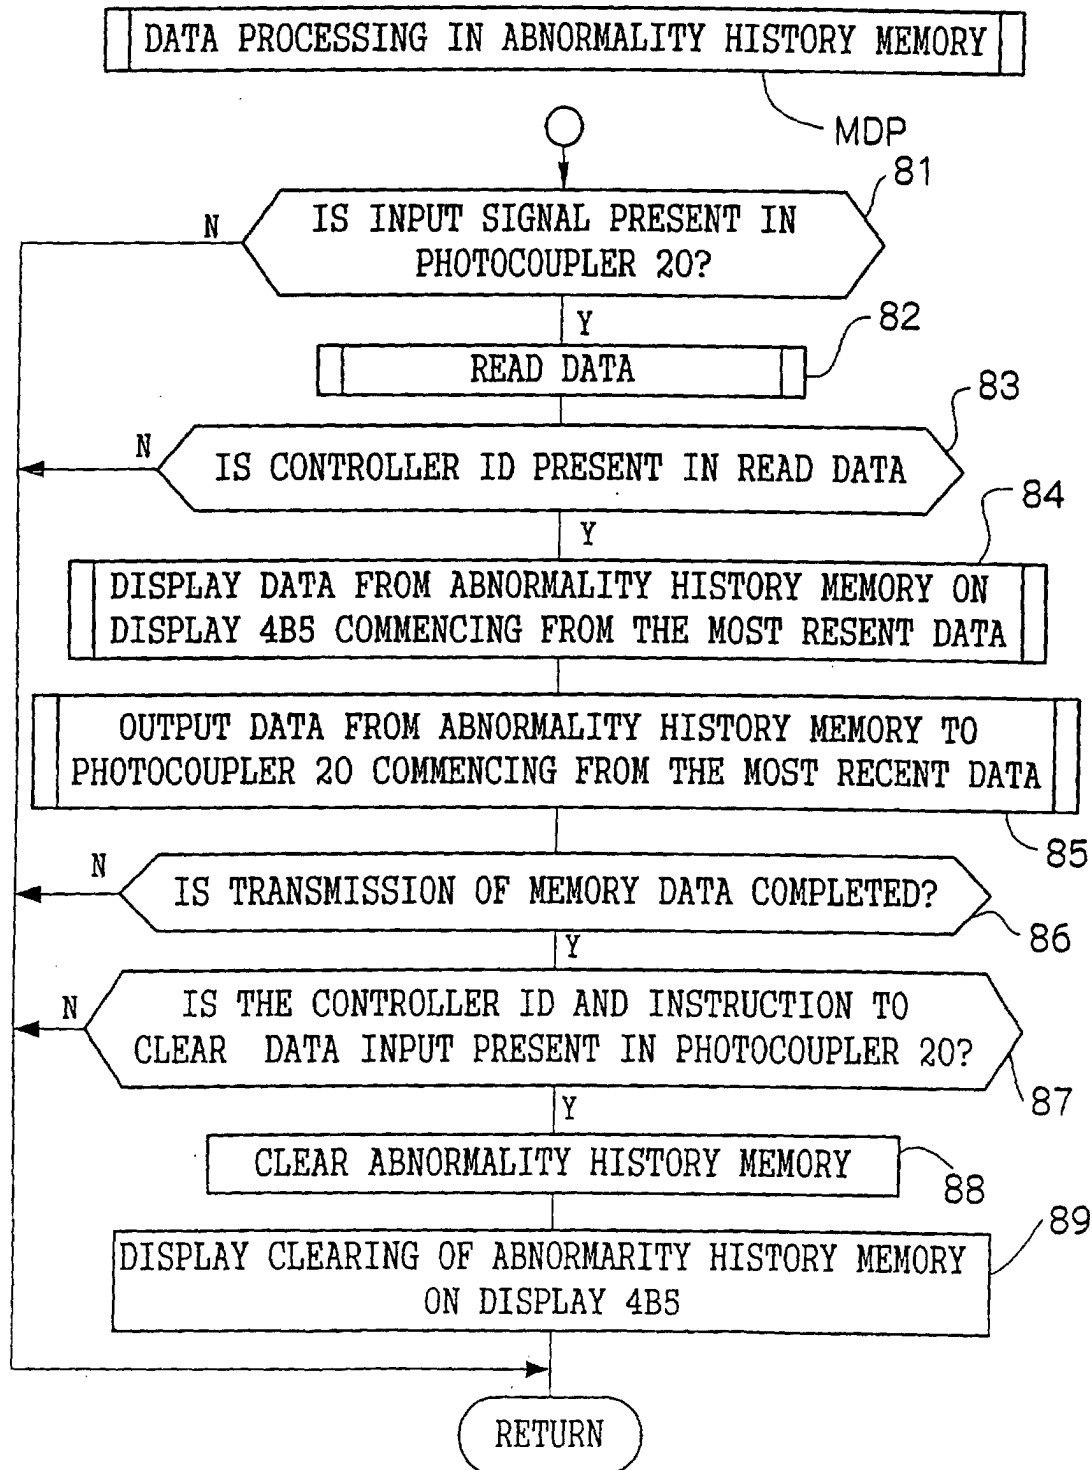 DATA PROCESSING IN ABNORMALITY HISTORY MEMORY
MDP
81
N
IS INPUT SIGNAL PRESENT IN
PHOTOCOUPLER 20?
Y
82
READ DATA
83
N
IS CONTROLLER ID PRESENT IN READ DATA
84
Y
DISPLAY DATA FROM ABNORMALITY HISTORY MEMORY ON
DISPLAY 4B5 COMMENCING FROM THE MOST RESENT DATA
OUTPUT DATA FROM ABNORMALITY HISTORY MEMORY TO
PHOTOCOUPLER 20 COMMENCING FROM THE MOST RECENT DATA
85
N
IS TRANSMISSION OF MEMORY DATA COMPLETED?
86
Y
N
IS THE CONTROLLER ID AND INSTRUCTION TO
CLEAR DATA INPUT PRESENT IN PHOTOCOUPLER 20?
87
Y
CLEAR ABNORMALITY HISTORY MEMORY
88
89
DISPLAY CLEARING OF ABNORMARITY HISTORY MEMORY
ON DISPLAY 4B5
RETURN